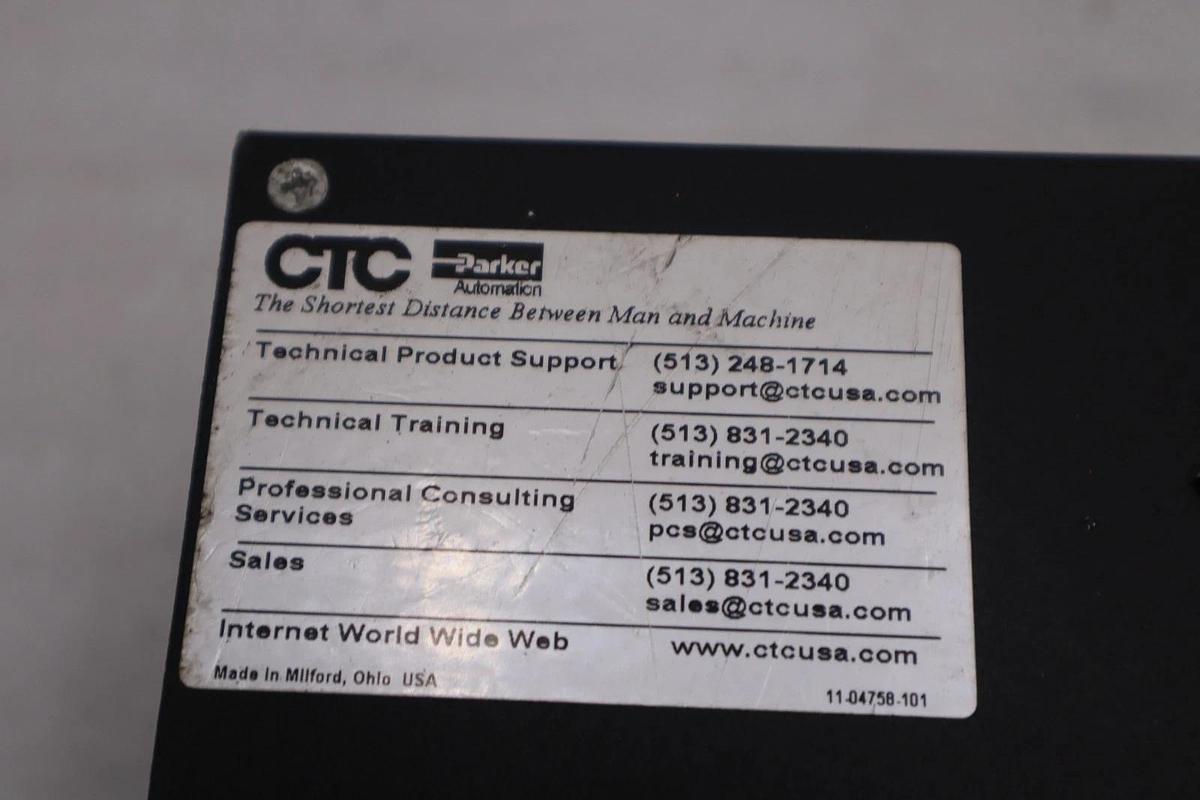 CTC Parker
Automation
The Shortest Distance Between Man and Machine
Technical Product Support (513) 248-1714
support@ctcusa.com
Technical Training (513) 831-2340
training@ctcusa.com
Professional Consulting (513) 831-2340
Services pcs@ctcusa.com
Sales (513) 831-2340
sales@ctcusa.com
Internet World Wide Web www.ctcusa.com
Made In Milford, Ohio USA 11-04758-101